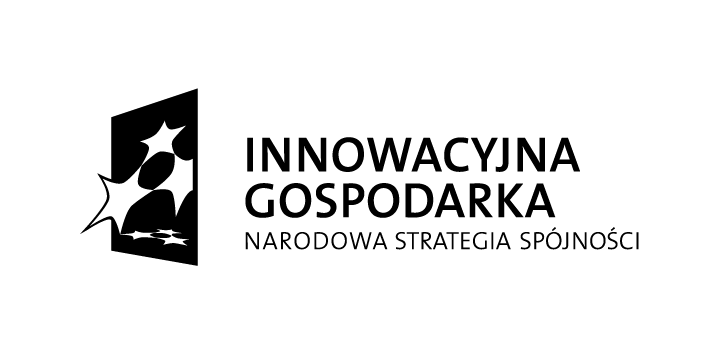 INNOWACYJNA
GOSPODARKA
NARODOWA STRATEGIA SPÓJNOŚCI